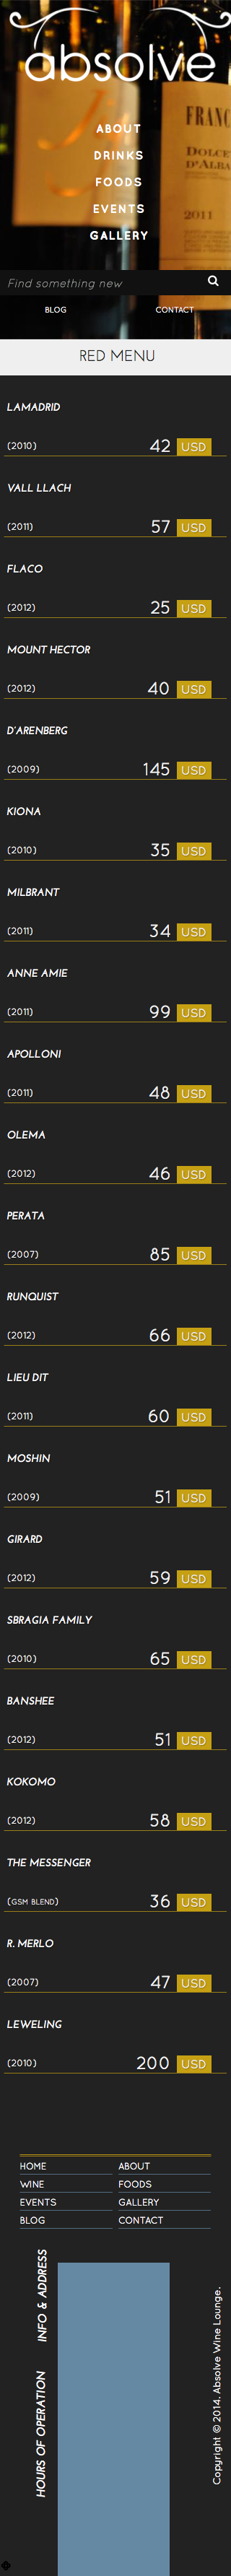 absolve
ABOUT
DRINKS
FOODS
EVENTS
GALLERY
FRANC
DOLCET
D'ALBA
2011
Find something new
BLOG CONTACT
RED MENU
LAMADRID
(2010) 42 USD
VALL LLACH
(2011) 57 USD
FLACO
(2012) 25 USD
MOUNT HECTOR
(2012) 40 USD
D'ARENBERG
(2009) 145 USD
KIONA
(2010) 35 USD
MILBRANT
(2011) 34 USD
ANNE AMIE
(2011) 99 USD
APOLLONI
(2011) 48 USD
OLEMA
(2012) 46 USD
PERATA
(2007) 85 USD
RUNQUIST
(2012) 66 USD
LIEU DIT
(2011) 60 USD
MOSHIN
(2009) 51 USD
GIRARD
(2012) 59 USD
SBRAGIA FAMILY
(2010) 65 USD
BANSHEE
(2012) 51 USD
KOKOMO
(2012) 58 USD
THE MESSENGER
(GSM BLEND) 36 USD
R. MERLO
(2007) 47 USD
LEWELING
(2010) 200 USD
HOME ABOUT
WINE FOODS
EVENTS GALLERY
BLOG CONTACT
INFO & ADDRESS
HOURS OF OPERATION
Copyright © 2014. Absolve Wine Lounge.